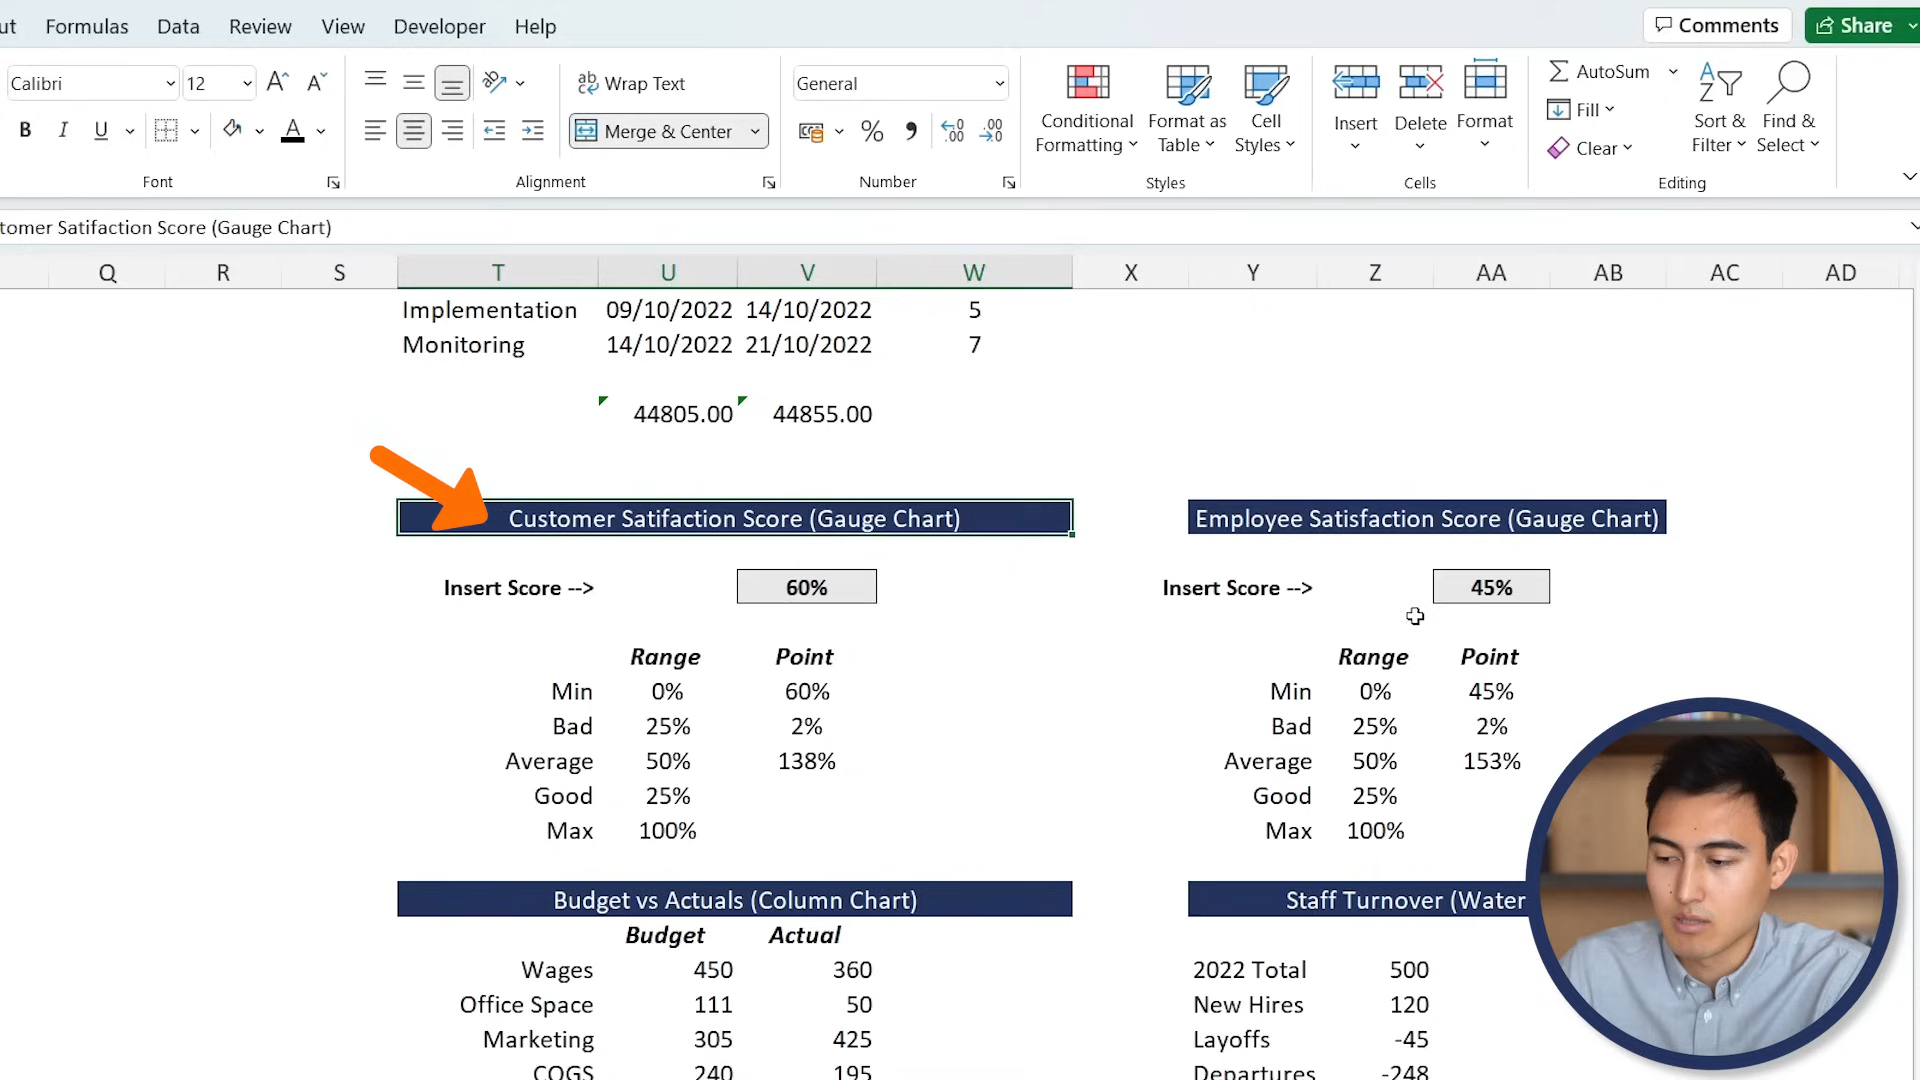 ut Formulas Data Review View Developer Help
Comments Share
Calibri 12 A A
ab Wrap Text
General
B I U A
Merge & Center
%
Conditional Formatting
Format as Table
Cell Styles
Insert
Delete
Format
AutoSum
Fill
Clear
Sort & Filter
Find & Select
Font Alignment Number Styles Cells Editing
tomer Satifaction Score (Gauge Chart)
Q R S T U V W X Y Z AA AB AC AD
Implementation 09/10/2022 14/10/2022 5
Monitoring 14/10/2022 21/10/2022 7
44805.00 44855.00
Customer Satifaction Score (Gauge Chart)
Insert Score --> 60%
Range Point
Min 0% 60%
Bad 25% 2%
Average 50% 138%
Good 25%
Max 100%
Employee Satisfaction Score (Gauge Chart)
Insert Score --> 45%
Range Point
Min 0% 45%
Bad 25% 2%
Average 50% 153%
Good 25%
Max 100%
Budget vs Actuals (Column Chart)
Budget Actual
Wages 450 360
Office Space 111 50
Marketing 305 425
COGS 240 195
Staff Turnover (Water
2022 Total 500
New Hires 120
Layoffs -45
Departures -248